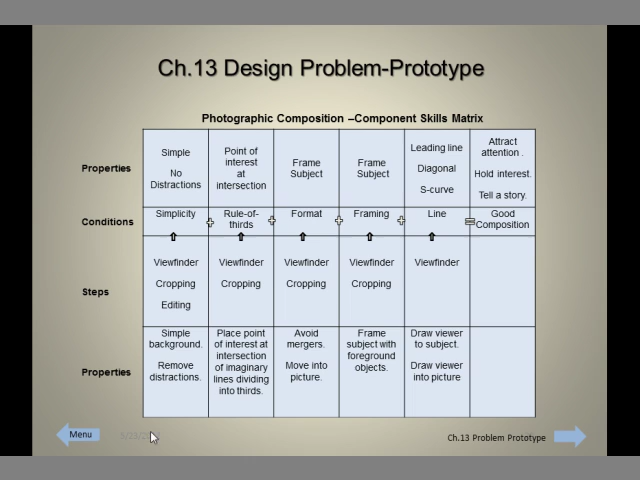 Ch.13 Design Problem-Prototype
Photographic Composition –Component Skills Matrix
Properties
Simple
No
Distractions
Point of
interest
at
intersection
Frame
Subject
Frame
Subject
Leading line
Diagonal
S-curve
Attract
attention .
Hold interest.
Tell a story.
Conditions
Simplicity
Rule-of-
thirds
Format
Framing
Line
Good
Composition
Steps
Viewfinder
Cropping
Editing
Viewfinder
Cropping
Viewfinder
Cropping
Viewfinder
Cropping
Viewfinder
Properties
Simple
background.
Remove
distractions.
Place point
of interest at
intersection
of imaginary
lines dividing
into thirds.
Avoid
mergers.
Move into
picture.
Frame
subject with
foreground
objects.
Draw viewer
to subject.
Draw viewer
into picture
Menu
Ch.13 Problem Prototype